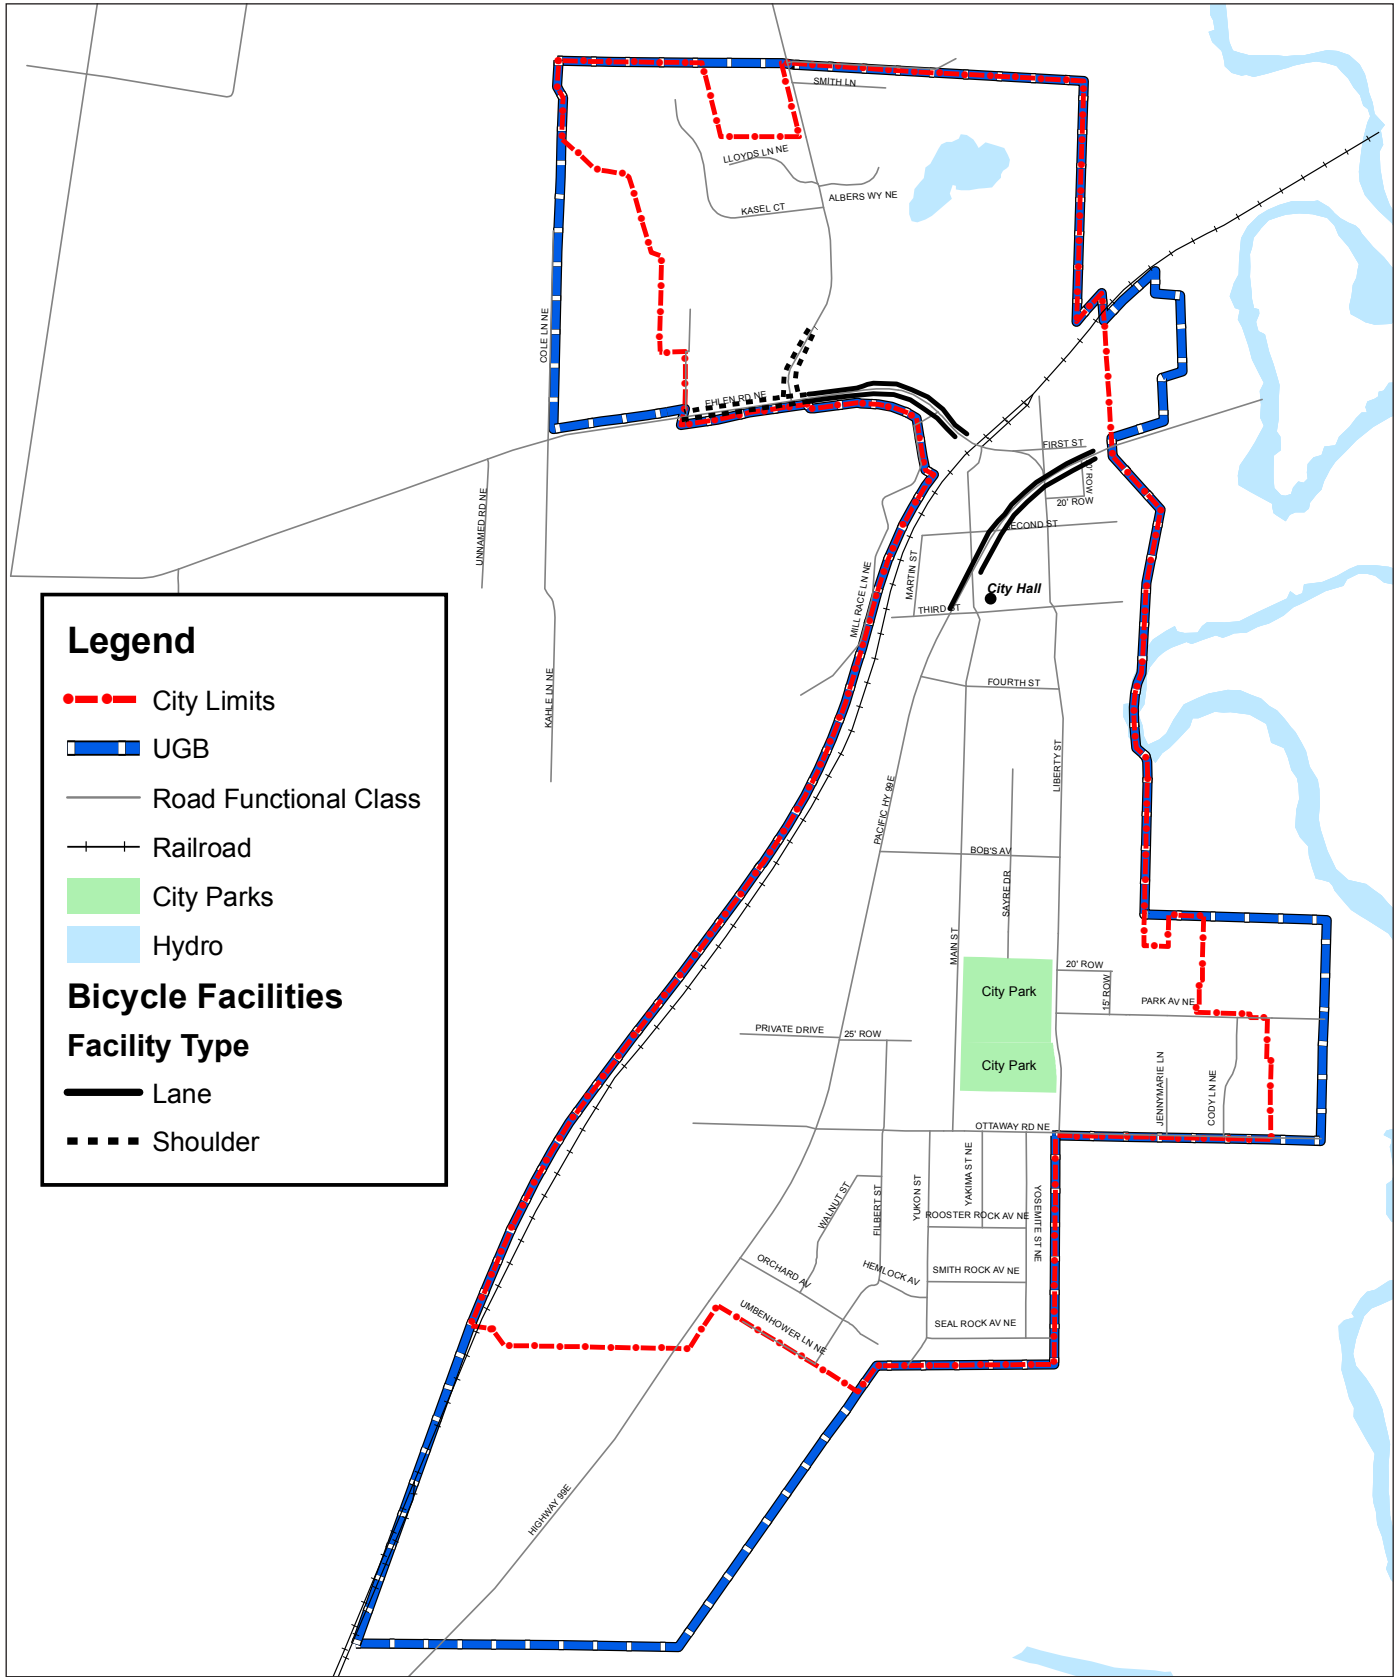 SMITH LN
LLOYDS LN NE
ALBERS WY NE
KASEL CT
COLE LN NE
EHLEN RD NE
FIRST ST
20' ROW
SECOND ST
UNNAMED RD NE
MARTIN ST
MILL RACE LN NE
City Hall
THIRD ST
KAHLE LN NE
FOURTH ST
LIBERTY ST
PACIFIC HY 99E
BOB'S AV
SAYRE DR
MAIN ST
20' ROW
15' ROW
City Park
PARK AV NE
PRIVATE DRIVE
25' ROW
City Park
JENNYMARIE LN
CODY LN NE
OTTAWAY RD NE
WALNUT ST
FILBERT ST
YUKON ST
YAKIMA ST NE
YOSEMITE ST NE
ROOSTER ROCK AV NE
ORCHARD AV
HEMLOCK AV
SMITH ROCK AV NE
UMBENHOWER LN NE
SEAL ROCK AV NE
HIGHWAY 99E
Legend
City Limits
UGB
Road Functional Class
Railroad
City Parks
Hydro
Bicycle Facilities
Facility Type
Lane
Shoulder